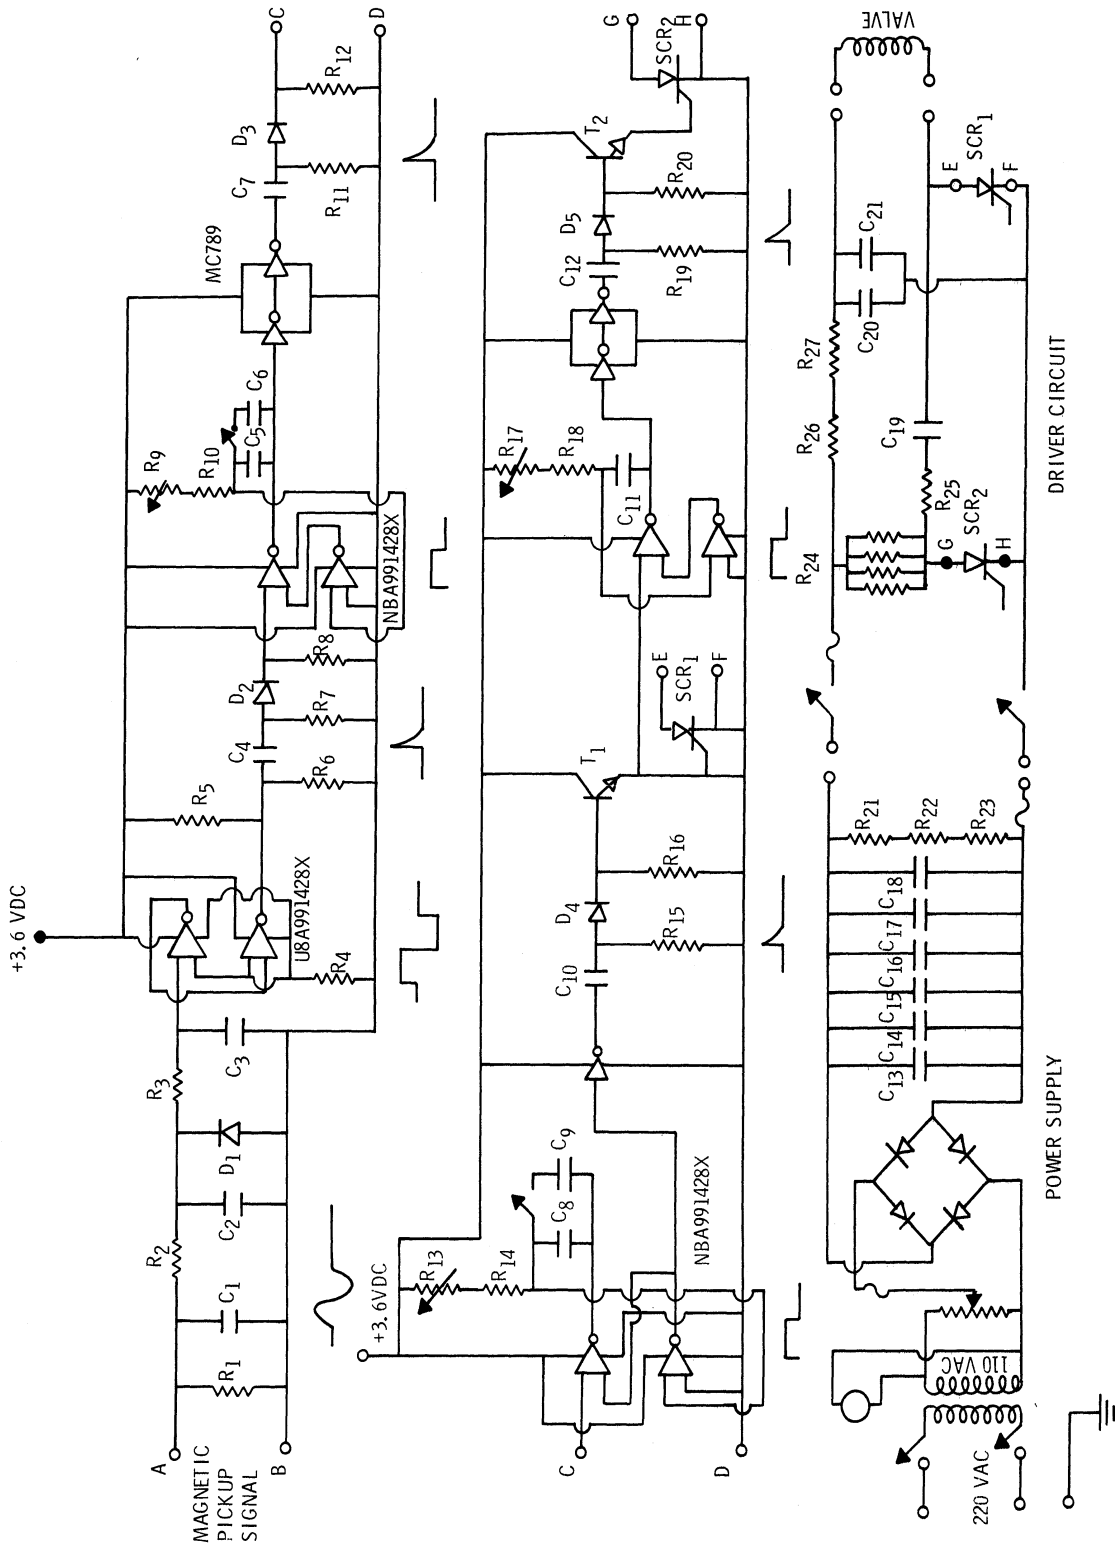 MAGNETIC
PICKUP
SIGNAL
A
B
R1
C1
R2
C2
D1
R3
C3
+3.6 VDC
U8A991428X
R4
R5
R6
C4
R7
D2
R8
NBA991428X
R9
R10
C5
C6
MC789
C7
R11
D3
R12
C
D
C
D
+3.6VDC
R13
R14
C8
C9
NBA991428X
C10
R15
D4
R16
T1
E
SCR1
F
R17
R18
C11
C12
R19
D5
R20
T2
G
SCR2
H
220 VAC
110 VAC
POWER SUPPLY
C13
C14
C15
C16
C17
C18
R21
R22
R23
R24
G
SCR2
H
R25
R26
C19
R27
C20
C21
E
SCR1
F
VALVE
DRIVER CIRCUIT